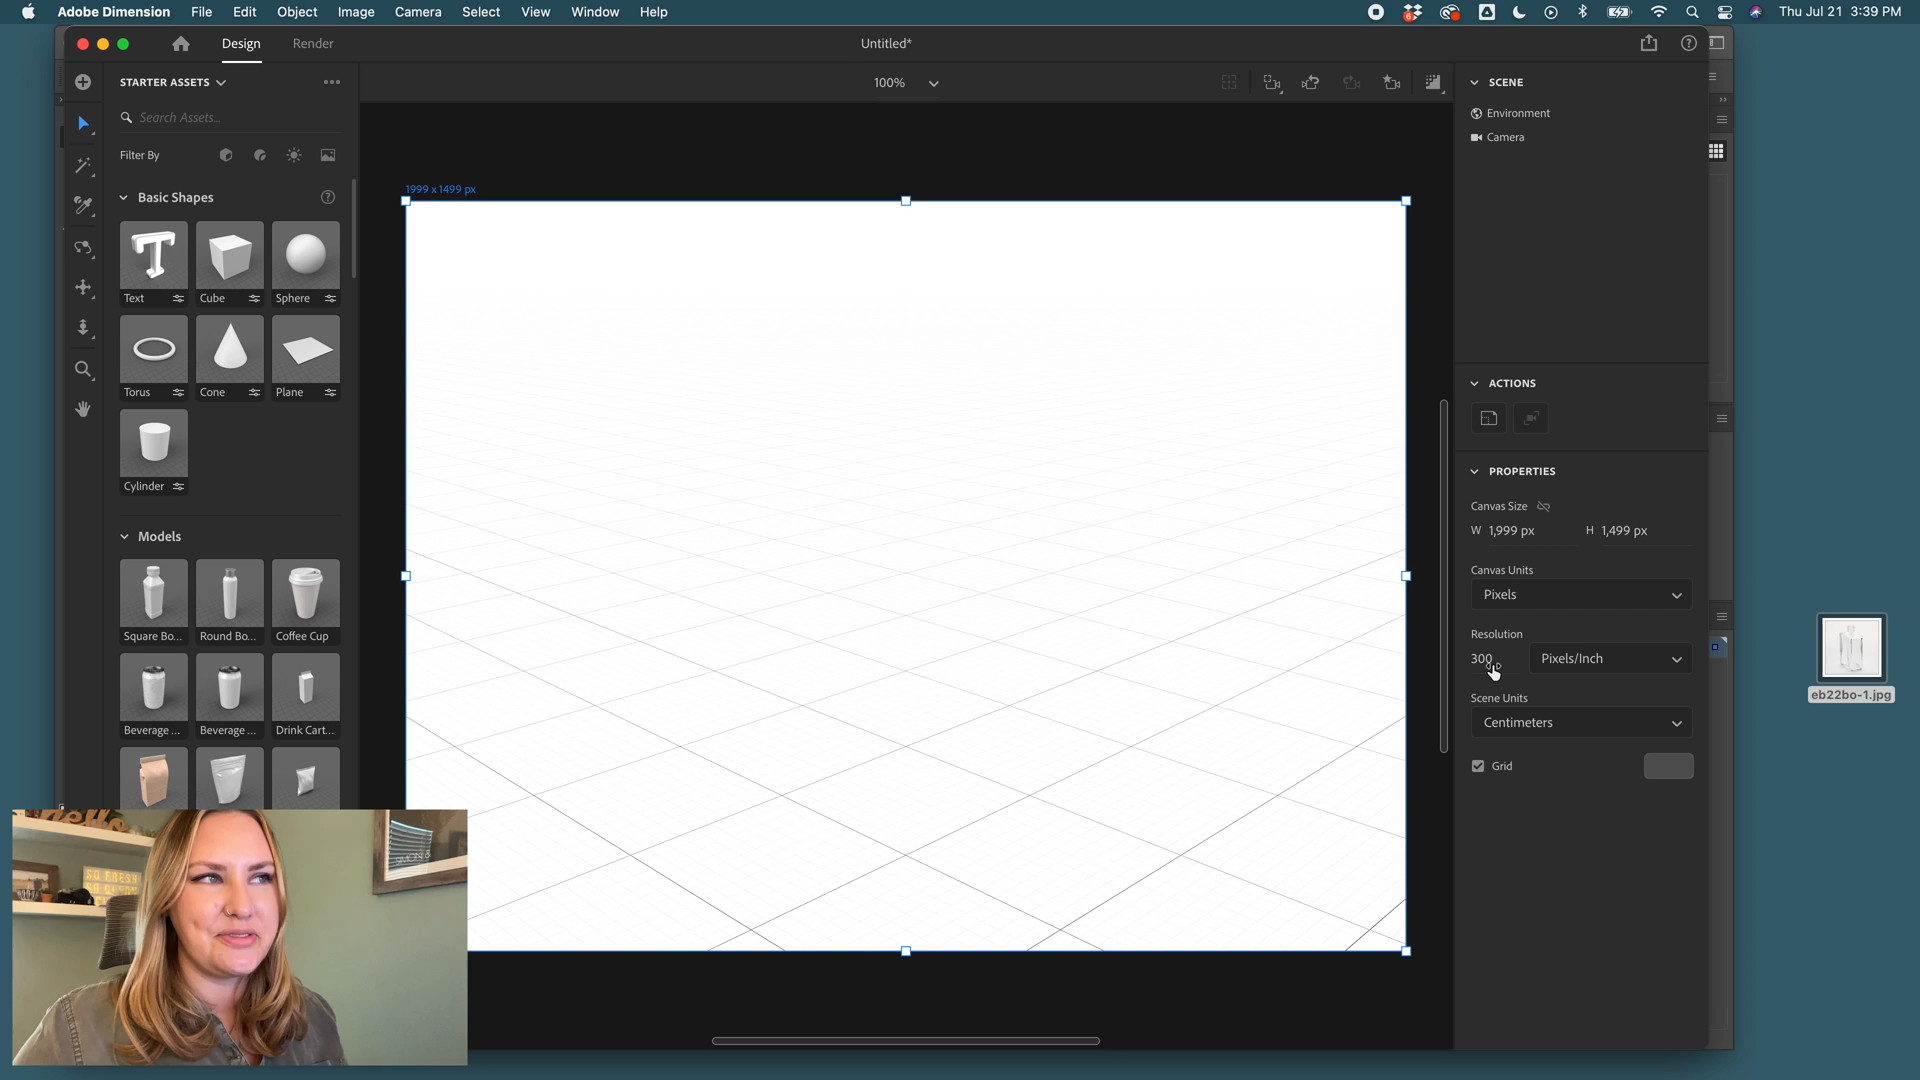 Adobe Dimension File Edit Object Image Camera Select View Window Help
6
Thu Jul 21 3:39 PM
Design Render
Untitled*
STARTER ASSETS
100%
SCENE
Search Assets...
Environment
Filter By
Camera
1999 x 1499 px
Basic Shapes
Text Cube Sphere
Torus Cone Plane
ACTIONS
Cylinder
PROPERTIES
Canvas Size
W 1,999 px H 1,499 px
Models
Canvas Units
Pixels
Square Bo... Round Bo... Coffee Cup
Resolution
300 Pixels/Inch
Scene Units
Centimeters
eb22bo-1.jpg
Beverage ... Beverage ... Drink Cart...
Grid
hello
SO FRESH